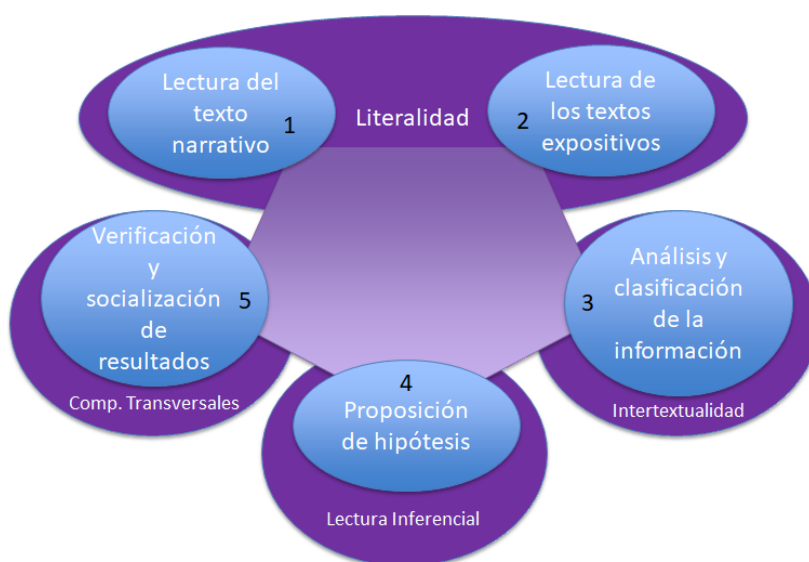 Lectura del
texto
narrativo
1
Literalidad
Lectura de
los textos
expositivos
2
Análisis y
clasificación
de la
información
3
Intertextualidad
4
Proposición
de hipótesis
Lectura Inferencial
Verificación
y
socialización
de
resultados
5
Comp. Transversales